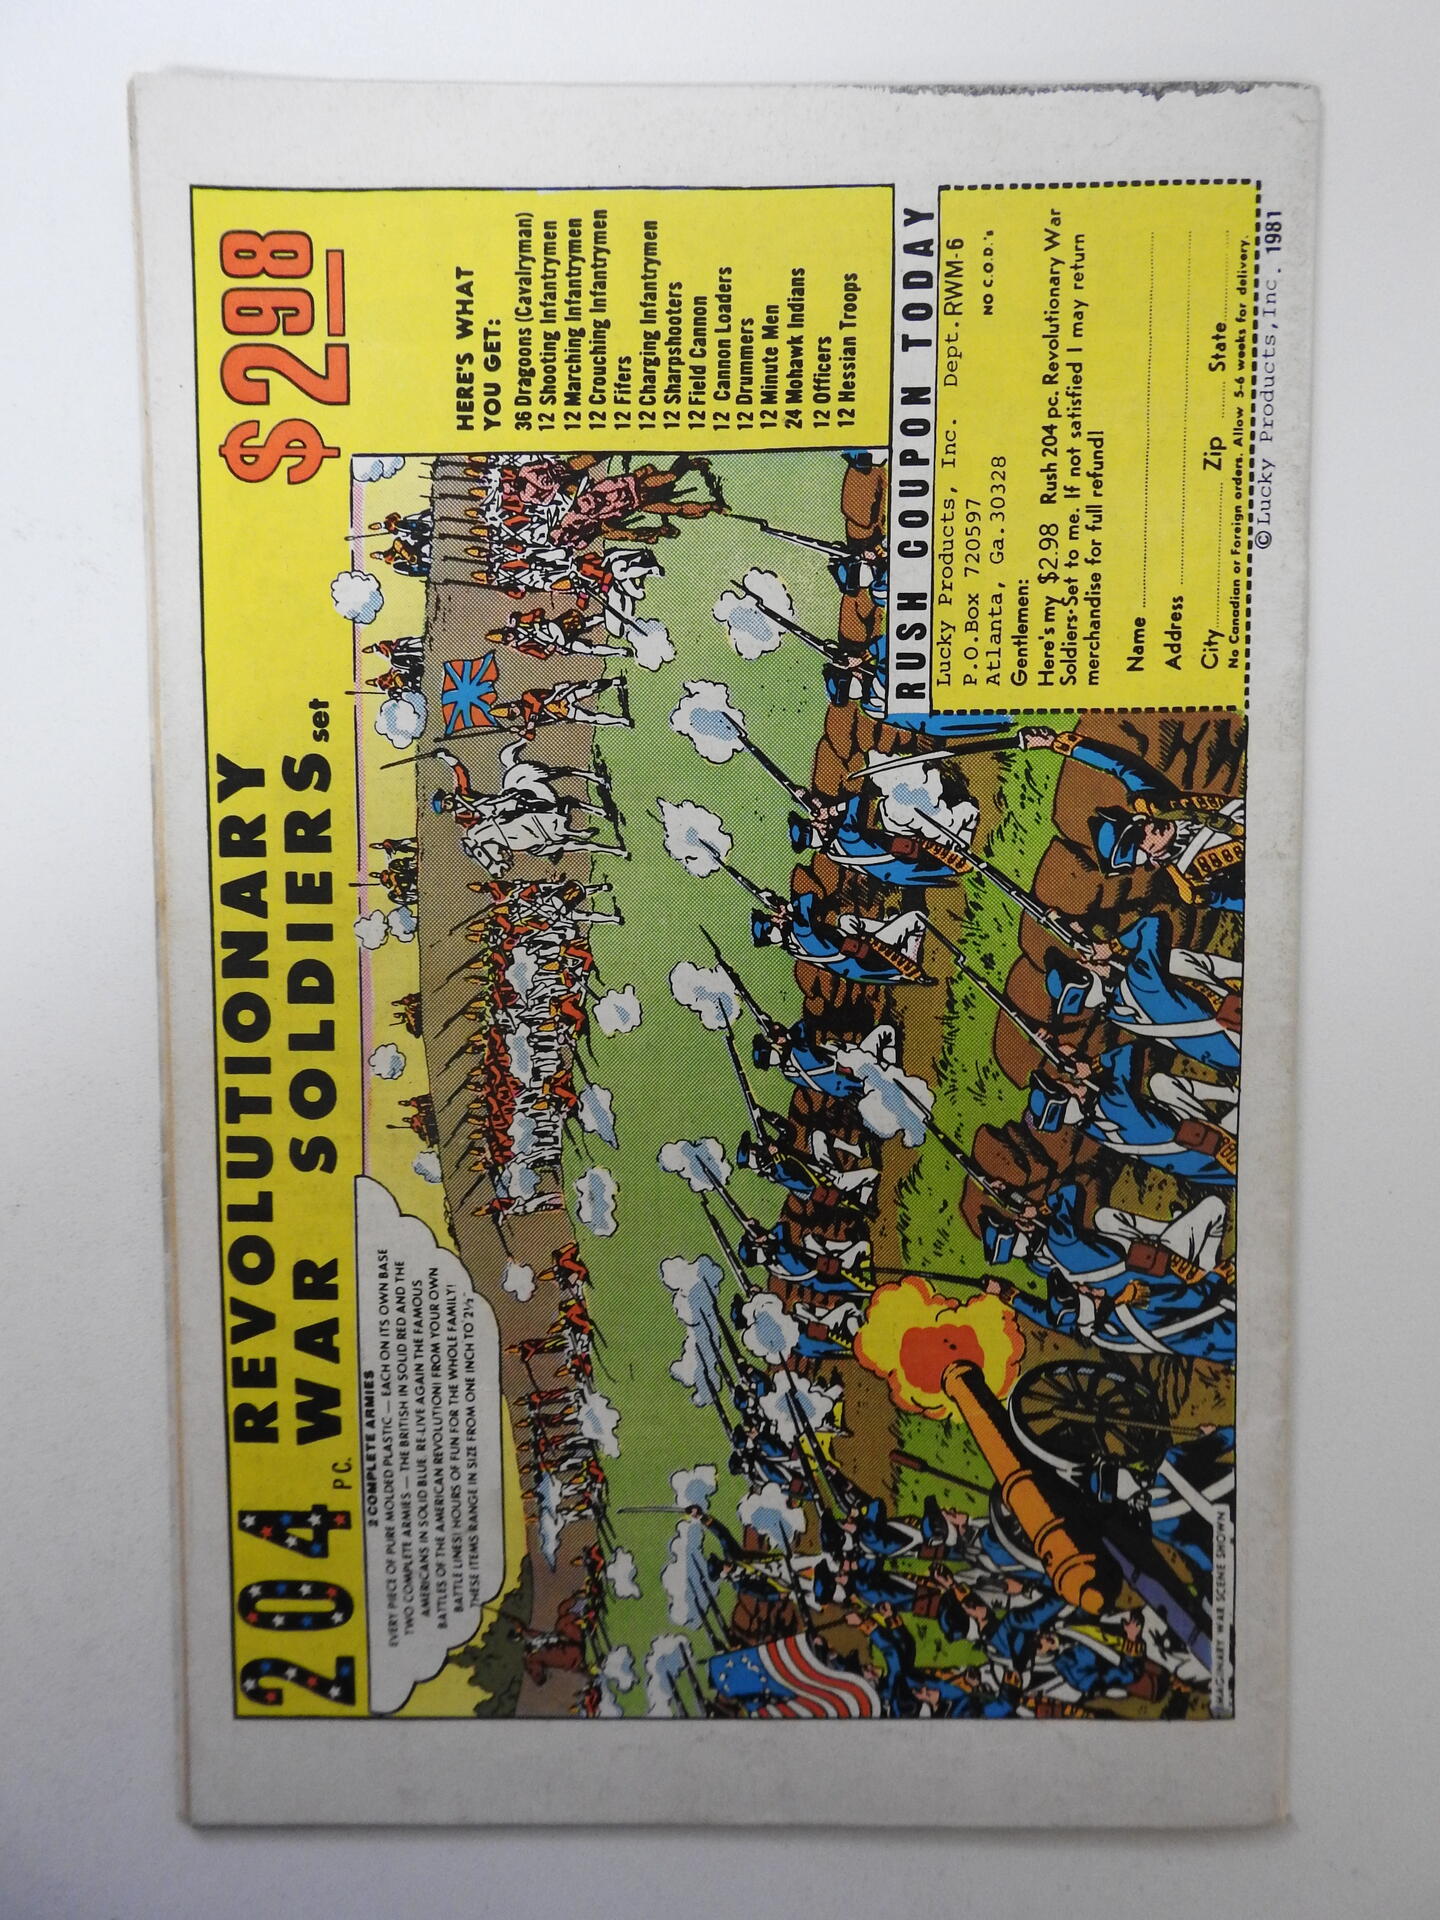 204 PC. REVOLUTIONARY
WAR SOLDIERS set
$2.98
2 COMPLETE ARMIES
EVERY PIECE OF PURE MOLDED PLASTIC — EACH ON ITS OWN BASE
TWO COMPLETE ARMIES — THE BRITISH IN SOLID RED AND THE
AMERICANS IN SOLID BLUE. RE-LIVE AGAIN THE FAMOUS
BATTLES OF THE AMERICAN REVOLUTION! FROM YOUR OWN
BATTLE LINES! HOURS OF FUN FOR THE WHOLE FAMILY!
THESE ITEMS RANGE IN SIZE FROM ONE INCH TO 2½"
HERE'S WHAT
YOU GET:
36 Dragoons (Cavalryman)
12 Shooting Infantrymen
12 Marching Infantrymen
12 Crouching Infantrymen
12 Fifers
12 Charging Infantrymen
12 Sharpshooters
12 Field Cannon
12 Cannon Loaders
12 Drummers
12 Minute Men
24 Mohawk Indians
12 Officers
12 Hessian Troops
RUSH COUPON TODAY
Lucky Products, Inc. Dept.RWM-6
P.O.Box 720597
Atlanta, Ga.30328
NO C.O.D.'s
Gentlemen:
Here's my $2.98 Rush 204 pc. Revolutionary War
Soldiers Set to me. If not satisfied I may return
merchandise for full refund!
Name
Address
City Zip State
No Canadian or Foreign orders. Allow 5-6 weeks for delivery.
© Lucky Products,Inc. 1981
IMAGINARY WAR SCENE SHOWN